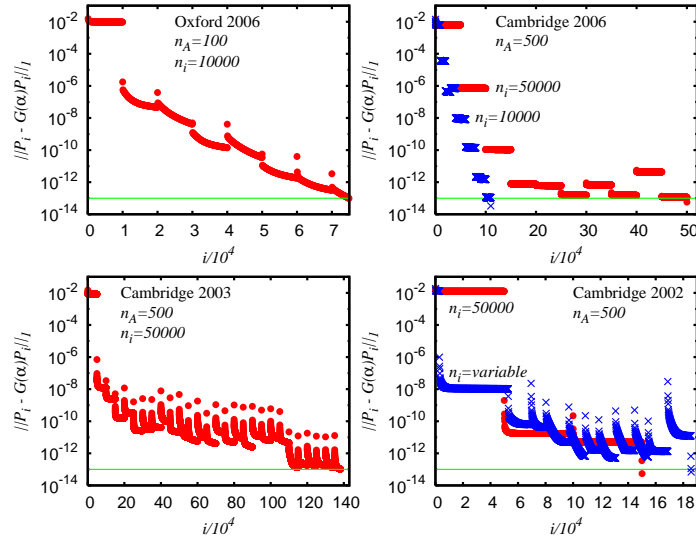 Oxford 2006
n_A=100
n_i=10000
||P_i - G(α)P_i||_1
10^-2
10^-4
10^-6
10^-8
10^-10
10^-12
10^-14
0 1 2 3 4 5 6 7
i/10^4
Cambridge 2006
n_A=500
n_i=50000
n_i=10000
||P_i - G(α)P_i||_1
10^-2
10^-4
10^-6
10^-8
10^-10
10^-12
10^-14
0 10 20 30 40 50
i/10^4
Cambridge 2003
n_A=500
n_i=50000
||P_i - G(α)P_i||_1
10^-2
10^-4
10^-6
10^-8
10^-10
10^-12
10^-14
0 20 40 60 80 100 120 140
i/10^4
Cambridge 2002
n_A=500
n_i=50000
n_i=variable
||P_i - G(α)P_i||_1
10^-2
10^-4
10^-6
10^-8
10^-10
10^-12
10^-14
0 2 4 6 8 10 12 14 16 18
i/10^4